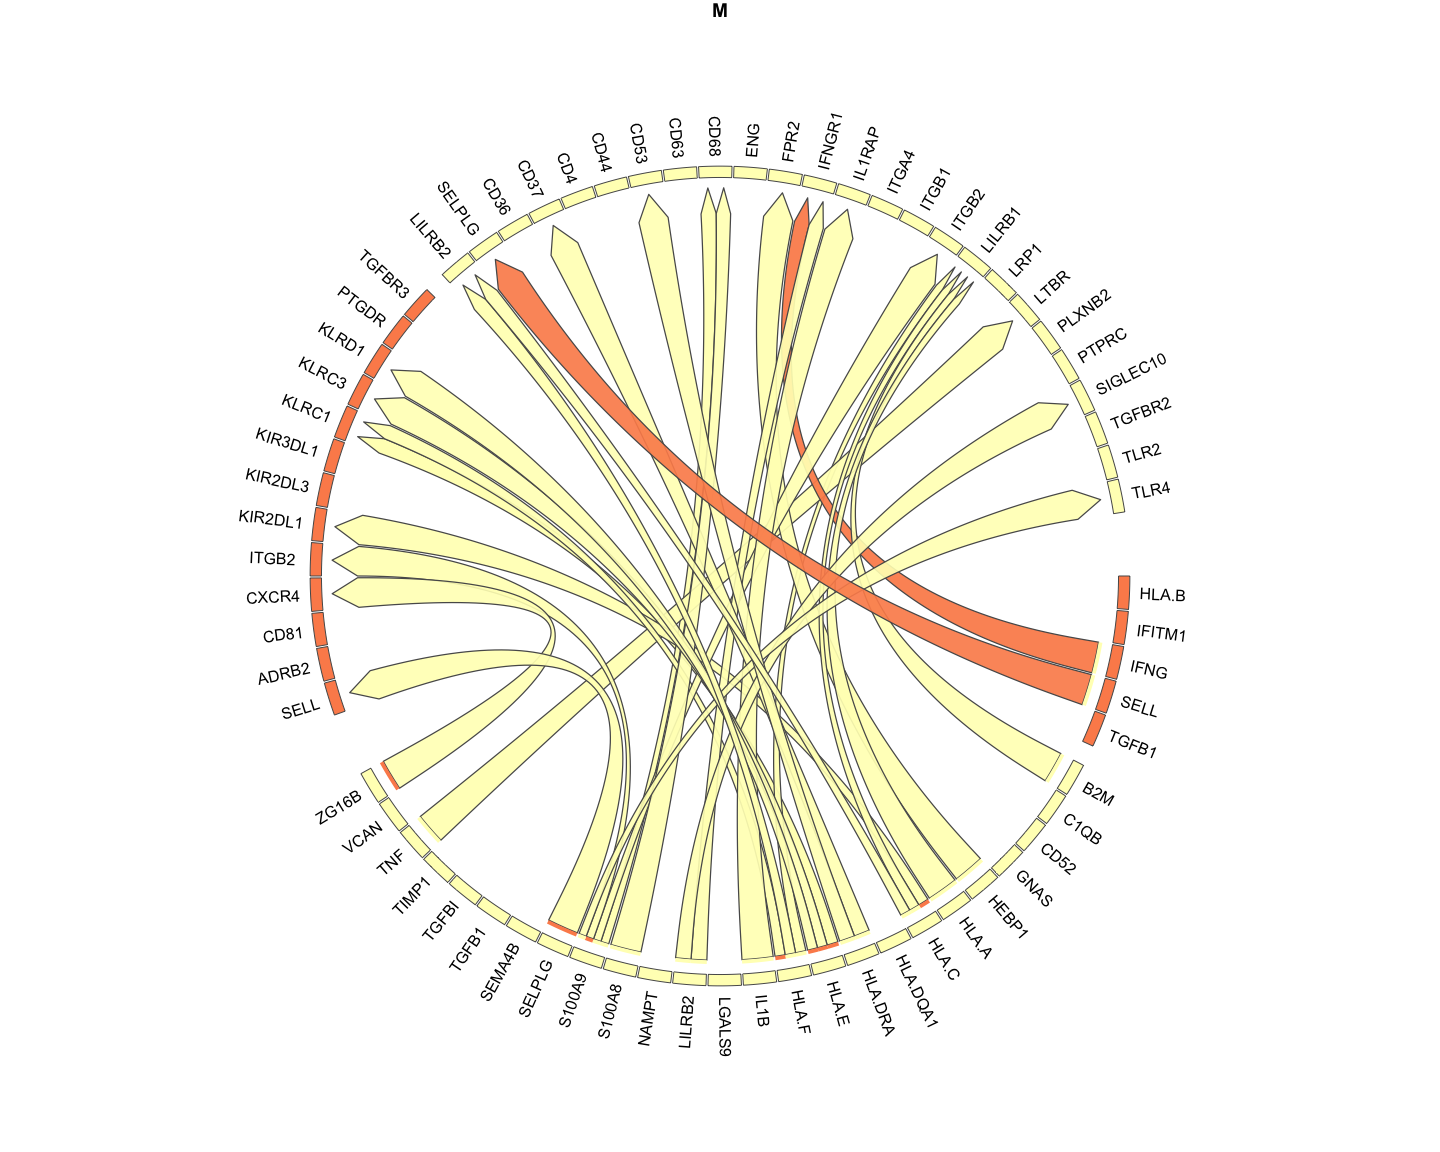 M
LILRB2
SELPLG
CD36
CD37
CD4
CD44
CD53
CD63
CD68
ENG
FPR2
IFNGR1
IL1RAP
ITGA4
ITGB1
ITGB2
LILRB1
LRP1
LTBR
PLXNB2
PTPRC
SIGLEC10
TGFBR2
TLR2
TLR4
HLA.B
IFITM1
IFNG
SELL
TGFB1
B2M
C1QB
CD52
GNAS
HEBP1
HLA.A
HLA.C
HLA.DQA1
HLA.DRA
HLA.E
HLA.F
IL1B
LGALS9
LILRB2
NAMPT
S100A8
S100A9
SELPLG
SEMA4B
TGFB1
TGFBI
TIMP1
TNF
VCAN
ZG16B
SELL
ADRB2
CD81
CXCR4
ITGB2
KIR2DL1
KIR2DL3
KIR3DL1
KLRC1
KLRC3
KLRD1
PTGDR
TGFBR3